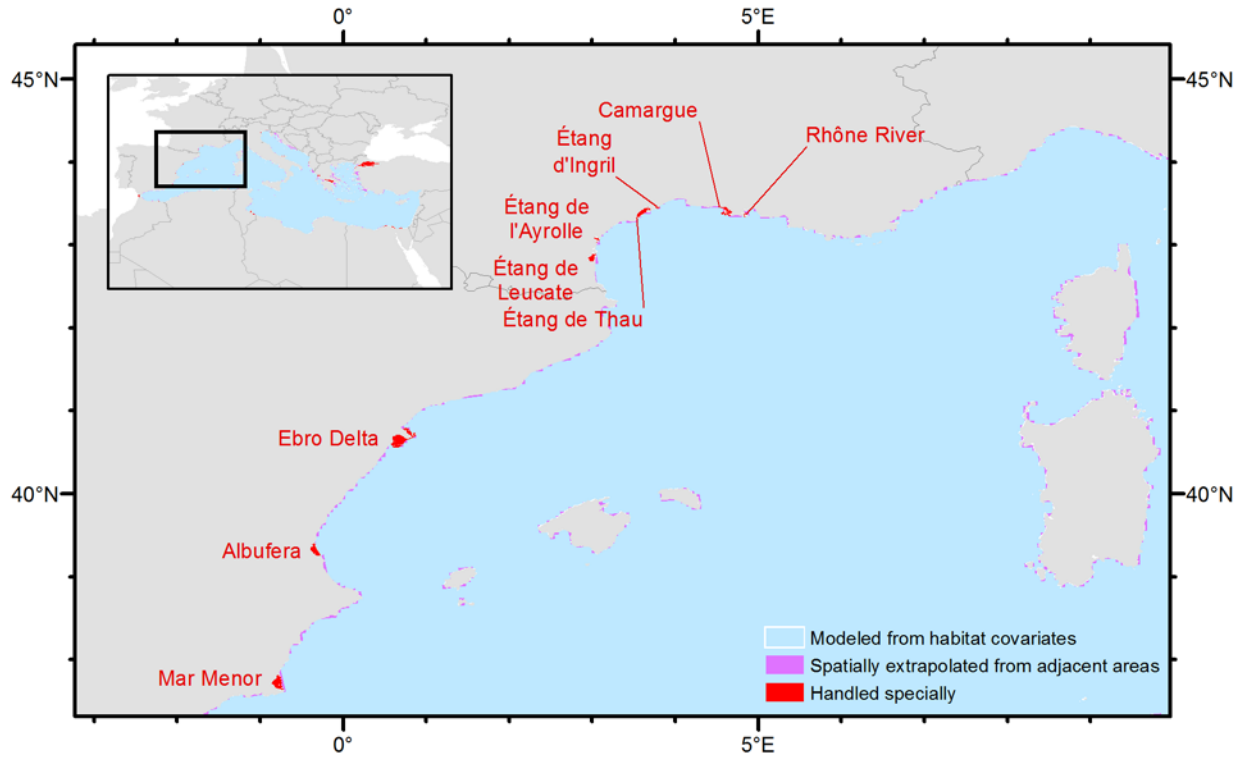 0°
5°E
45°N
45°N
Camargue
Rhône River
Étang
d'Ingril
Étang de
l'Ayrolle
Étang de
Leucate
Étang de Thau
Ebro Delta
40°N
40°N
Albufera
Modeled from habitat covariates
Spatially extrapolated from adjacent areas
Mar Menor
Handled specially
0°
5°E